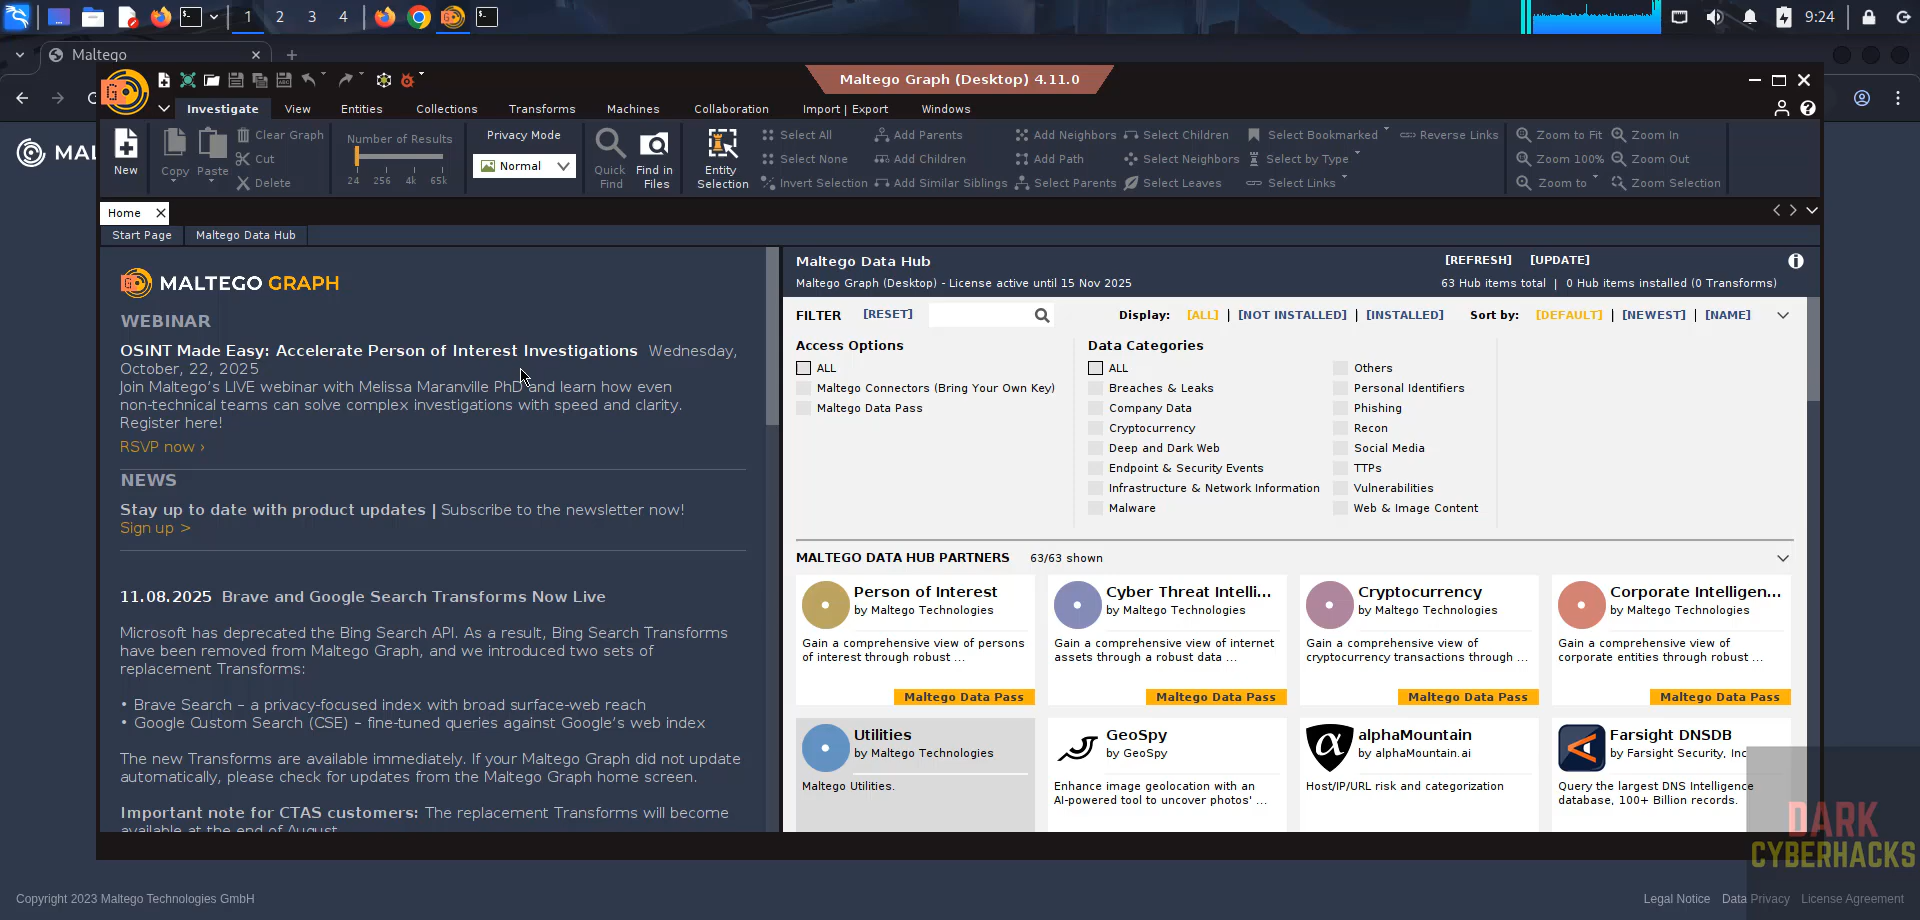 1 2 3 4
9:24
Maltego
Maltego Graph (Desktop) 4.11.0
Investigate View Entities Collections Transforms Machines Collaboration Import | Export Windows
MAL
New
Copy
Paste
Clear Graph
Cut
Delete
Number of Results
24 256 4k 65k
Privacy Mode
Normal
Quick
Find
Find in
Files
Entity
Selection
Select All
Select None
Invert Selection
Add Parents
Add Children
Add Similar Siblings
Add Neighbors
Add Path
Select Parents
Select Children
Select Neighbors
Select Leaves
Select Bookmarked
Select by Type
Select Links
Reverse Links
Zoom to Fit
Zoom 100%
Zoom to
Zoom In
Zoom Out
Zoom Selection
Home
Start Page Maltego Data Hub
MALTEGO GRAPH
WEBINAR
OSINT Made Easy: Accelerate Person of Interest Investigations Wednesday,
October, 22, 2025
Join Maltego's LIVE webinar with Melissa Maranville PhD and learn how even
non-technical teams can solve complex investigations with speed and clarity.
Register here!
RSVP now ›
NEWS
Stay up to date with product updates | Subscribe to the newsletter now!
Sign up >
11.08.2025 Brave and Google Search Transforms Now Live
Microsoft has deprecated the Bing Search API. As a result, Bing Search Transforms
have been removed from Maltego Graph, and we introduced two sets of
replacement Transforms:
• Brave Search – a privacy-focused index with broad surface-web reach
• Google Custom Search (CSE) – fine-tuned queries against Google's web index
The new Transforms are available immediately. If your Maltego Graph did not update
automatically, please check for updates from the Maltego Graph home screen.
Important note for CTAS customers: The replacement Transforms will become
available at the end of August.
Maltego Data Hub
[REFRESH] [UPDATE]
Maltego Graph (Desktop) - License active until 15 Nov 2025
63 Hub items total | 0 Hub items installed (0 Transforms)
FILTER [RESET]
Display: [ALL] | [NOT INSTALLED] | [INSTALLED] Sort by: [DEFAULT] | [NEWEST] | [NAME]
Access Options
ALL
Maltego Connectors (Bring Your Own Key)
Maltego Data Pass
Data Categories
ALL
Breaches & Leaks
Company Data
Cryptocurrency
Deep and Dark Web
Endpoint & Security Events
Infrastructure & Network Information
Malware
Others
Personal Identifiers
Phishing
Recon
Social Media
TTPs
Vulnerabilities
Web & Image Content
MALTEGO DATA HUB PARTNERS 63/63 shown
Person of Interest
by Maltego Technologies
Gain a comprehensive view of persons
of interest through robust ...
Maltego Data Pass
Cyber Threat Intelli...
by Maltego Technologies
Gain a comprehensive view of internet
assets through a robust data ...
Maltego Data Pass
Cryptocurrency
by Maltego Technologies
Gain a comprehensive view of
cryptocurrency transactions through ...
Maltego Data Pass
Corporate Intelligen...
by Maltego Technologies
Gain a comprehensive view of
corporate entities through robust ...
Maltego Data Pass
Utilities
by Maltego Technologies
Maltego Utilities.
GeoSpy
by GeoSpy
Enhance image geolocation with an
AI-powered tool to uncover photos' ...
alphaMountain
by alphaMountain.ai
Host/IP/URL risk and categorization
Farsight DNSDB
by Farsight Security, Inc
Query the largest DNS Intelligence
database, 100+ Billion records.
DARK
CYBERHACKS
Copyright 2023 Maltego Technologies GmbH
Legal Notice Data Privacy License Agreement